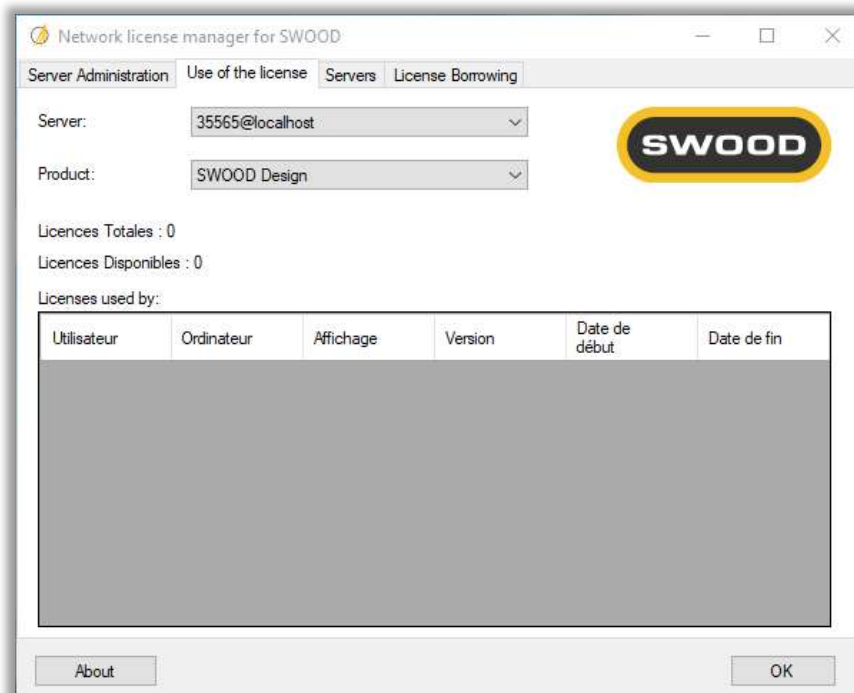 Network license manager for SWOOD
Server Administration Use of the license Servers License Borrowing
Server: 35565@localhost
SWOOD
Product: SWOOD Design
Licences Totales : 0
Licences Disponibles : 0
Licenses used by:
Utilisateur Ordinateur Affichage Version Date de début Date de fin
About OK